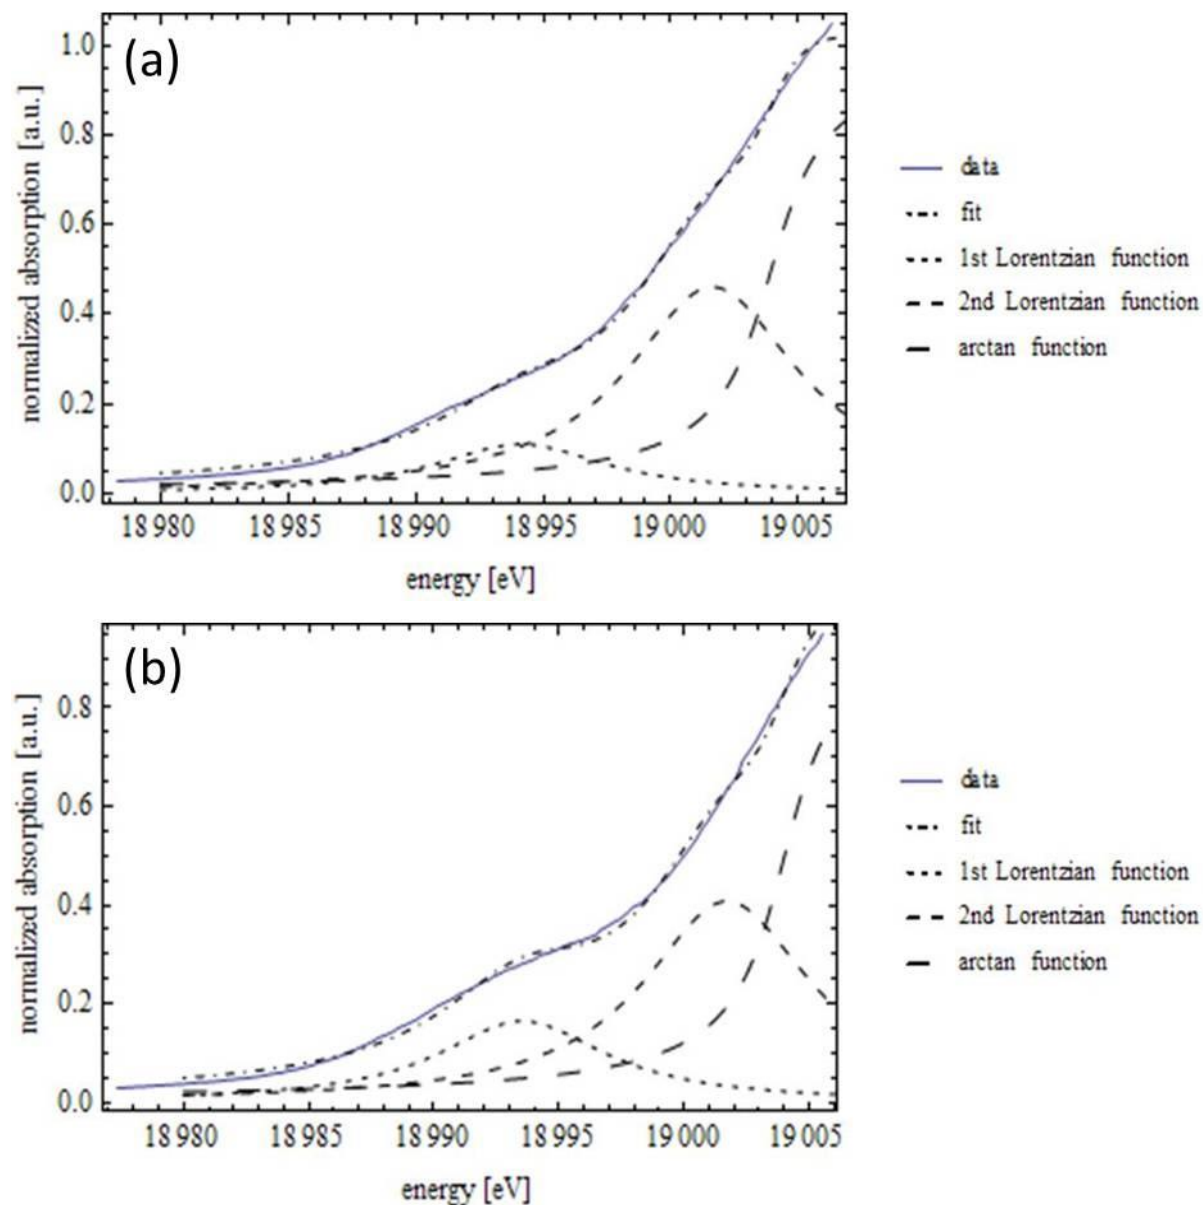 (a)
normalized absorption [a.u.]
1.0
0.8
0.6
0.4
0.2
0.0
18 980 18 985 18 990 18 995 19 000 19 005
energy [eV]
data
fit
1st Lorentzian function
2nd Lorentzian function
arctan function
(b)
normalized absorption [a.u.]
0.8
0.6
0.4
0.2
0.0
18 980 18 985 18 990 18 995 19 000 19 005
energy [eV]
data
fit
1st Lorentzian function
2nd Lorentzian function
arctan function